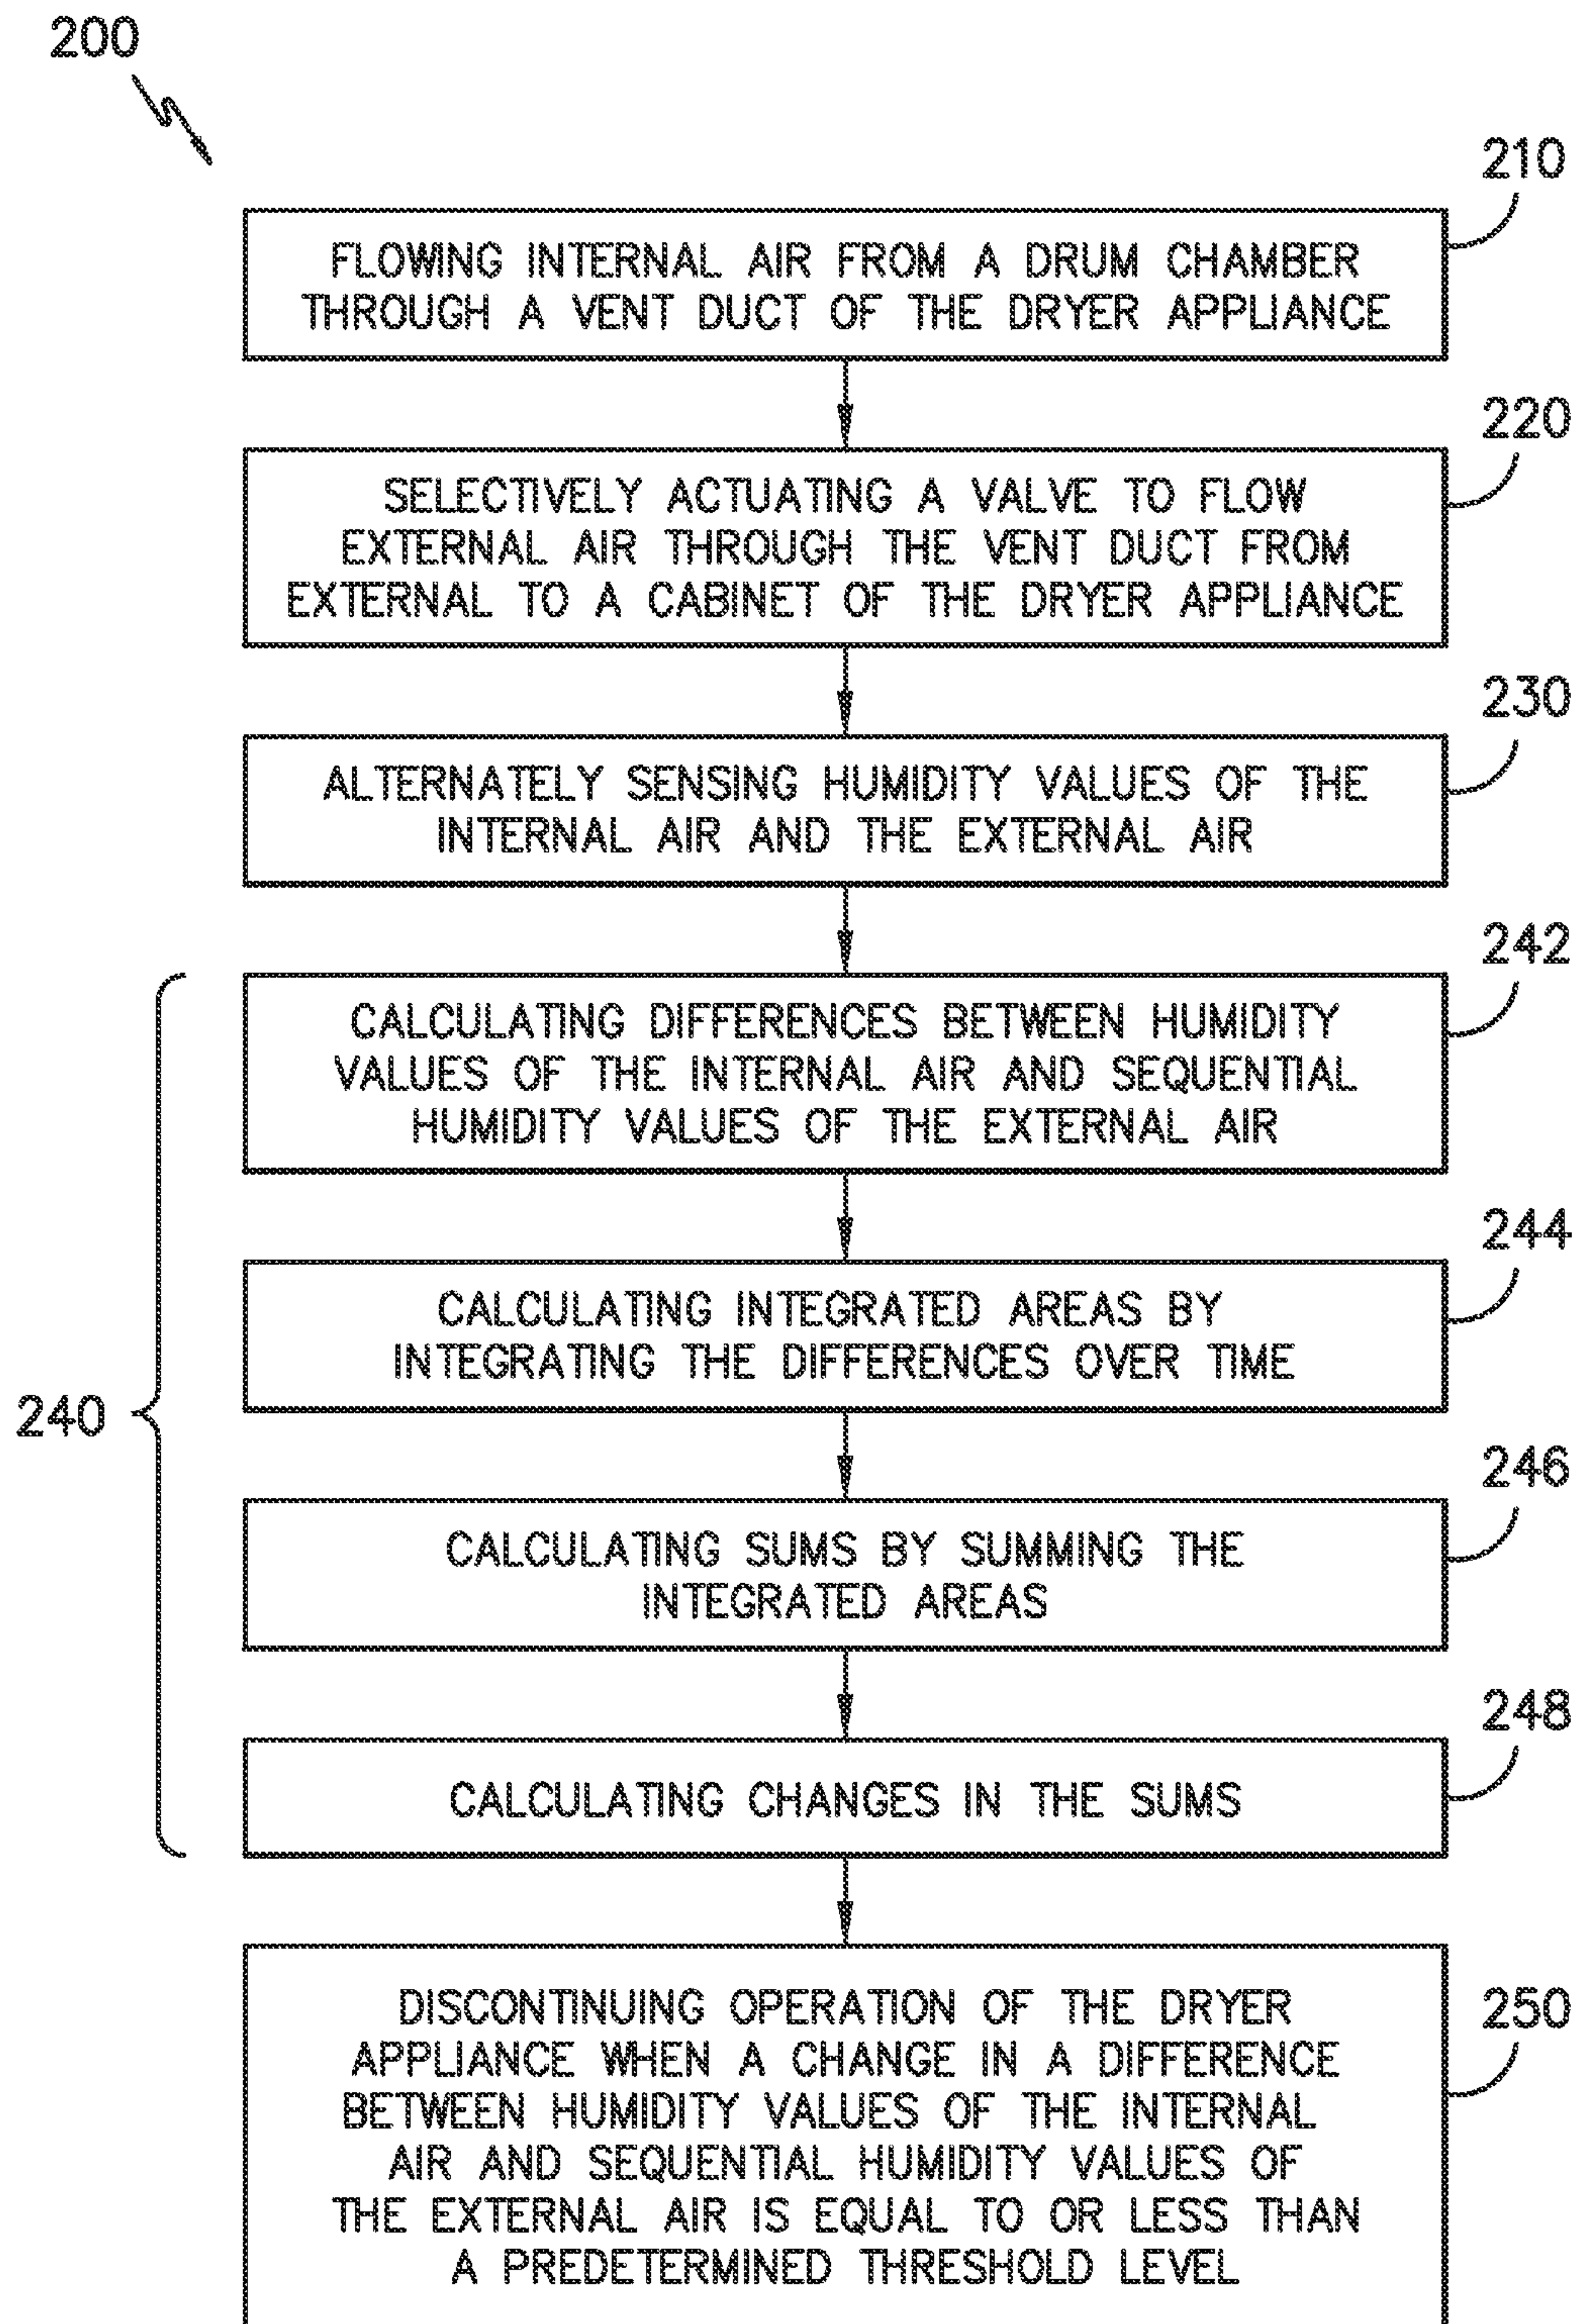 200
210
FLOWING INTERNAL AIR FROM A DRUM CHAMBER
THROUGH A VENT DUCT OF THE DRYER APPLIANCE
220
SELECTIVELY ACTUATING A VALVE TO FLOW
EXTERNAL AIR THROUGH THE VENT DUCT FROM
EXTERNAL TO A CABINET OF THE DRYER APPLIANCE
230
ALTERNATELY SENSING HUMIDITY VALUES OF THE
INTERNAL AIR AND THE EXTERNAL AIR
240
242
CALCULATING DIFFERENCES BETWEEN HUMIDITY
VALUES OF THE INTERNAL AIR AND SEQUENTIAL
HUMIDITY VALUES OF THE EXTERNAL AIR
244
CALCULATING INTEGRATED AREAS BY
INTEGRATING THE DIFFERENCES OVER TIME
246
CALCULATING SUMS BY SUMMING THE
INTEGRATED AREAS
248
CALCULATING CHANGES IN THE SUMS
250
DISCONTINUING OPERATION OF THE DRYER
APPLIANCE WHEN A CHANGE IN A DIFFERENCE
BETWEEN HUMIDITY VALUES OF THE INTERNAL
AIR AND SEQUENTIAL HUMIDITY VALUES OF
THE EXTERNAL AIR IS EQUAL TO OR LESS THAN
A PREDETERMINED THRESHOLD LEVEL